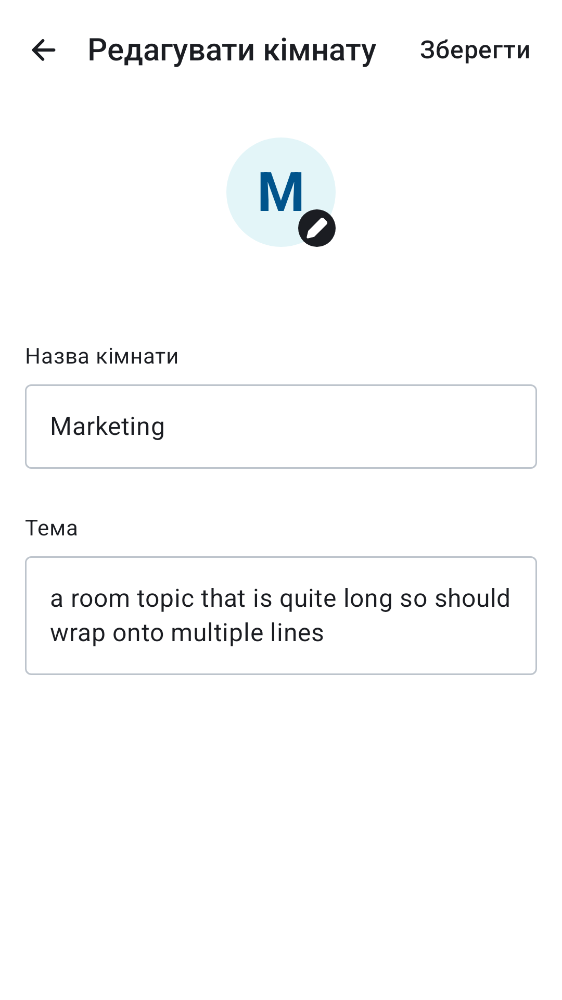 Редагувати кімнату Зберегти
M
Назва кімнати
Marketing
Тема
a room topic that is quite long so should
wrap onto multiple lines